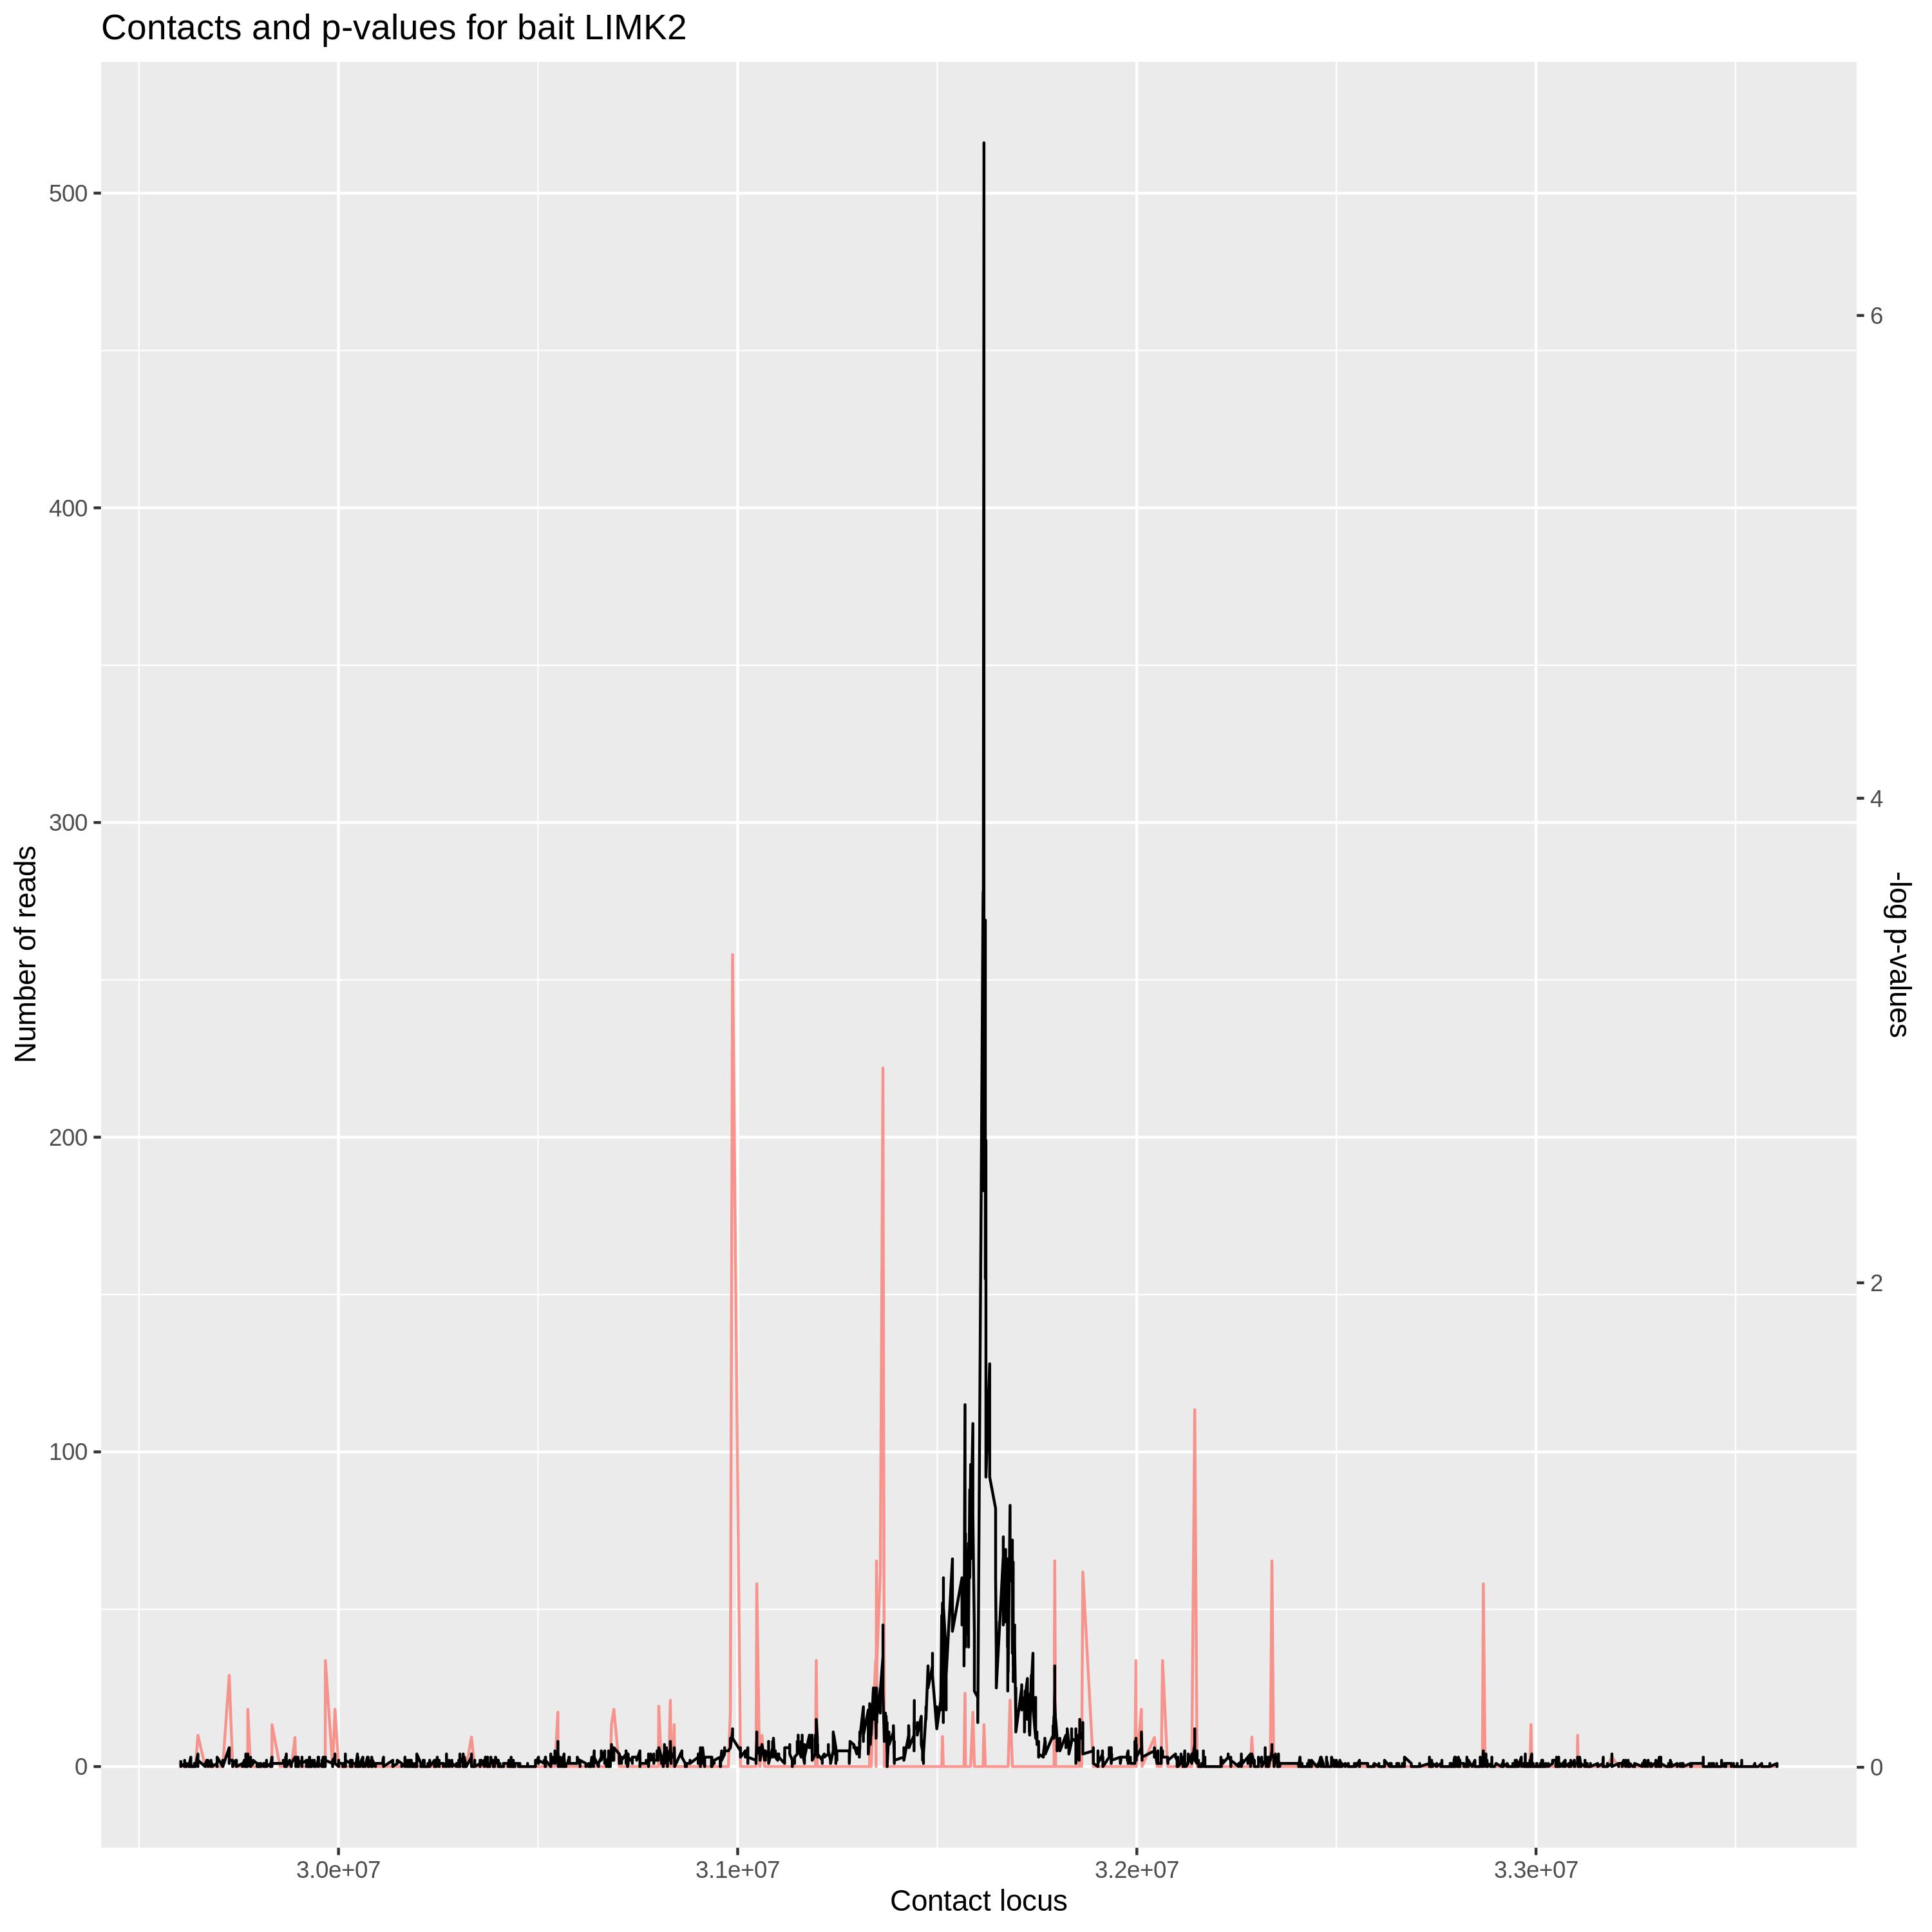 Contacts and p-values for bait LIMK2
500
400
300
200
100
0
Number of reads
6
4
2
0
-log p-values
3.0e+07
3.1e+07
3.2e+07
3.3e+07
Contact locus